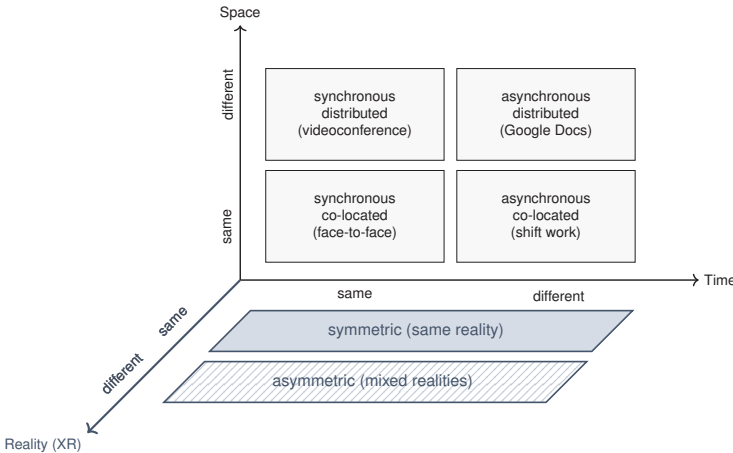 Space
different
synchronous
distributed
(videoconference)
asynchronous
distributed
(Google Docs)
same
synchronous
co-located
(face-to-face)
asynchronous
co-located
(shift work)
Time
same
different
same
symmetric (same reality)
different
asymmetric (mixed realities)
Reality (XR)